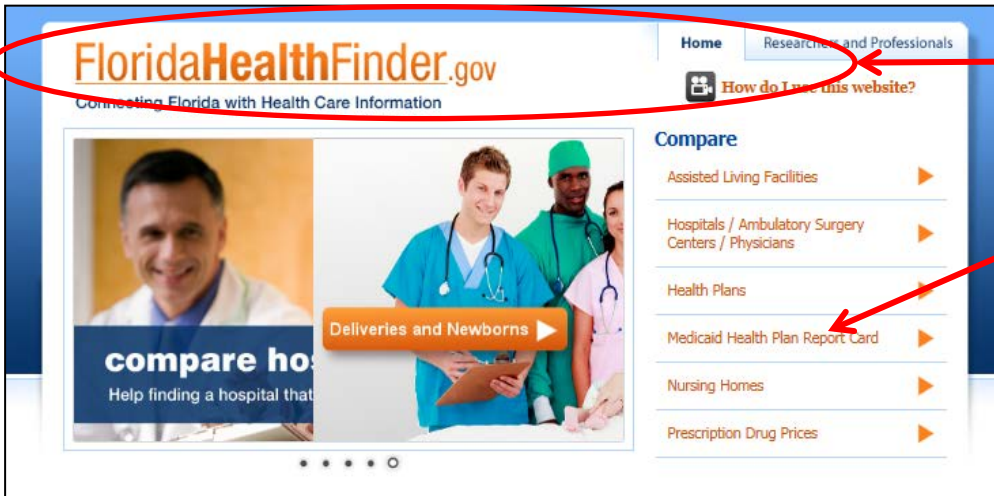 FloridaHealthFinder.gov
Connecting Florida with Health Care Information
Home
Researchers and Professionals
How do I use this website?
compare hos
Help finding a hospital that
Deliveries and Newborns
Compare
Assisted Living Facilities
Hospitals / Ambulatory Surgery
Centers / Physicians
Health Plans
Medicaid Health Plan Report Card
Nursing Homes
Prescription Drug Prices